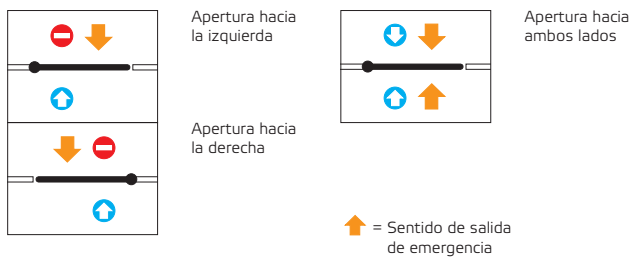 Apertura hacia
la izquierda
Apertura hacia
la derecha
Apertura hacia
ambos lados
= Sentido de salida
de emergencia